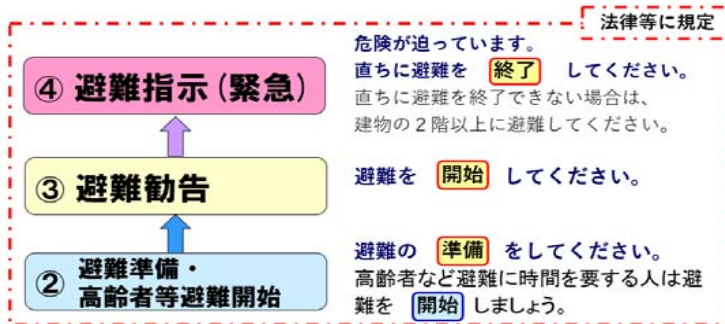 法律等に規定
④ 避難指示（緊急）
危険が迫っています。
直ちに避難を 終了 してください。
直ちに避難を終了できない場合は、
建物の２階以上に避難してください。
③ 避難勧告
避難を 開始 してください。
② 避難準備・
高齢者等避難開始
避難の 準備 をしてください。
高齢者など避難に時間を要する人は避
難を 開始 しましょう。